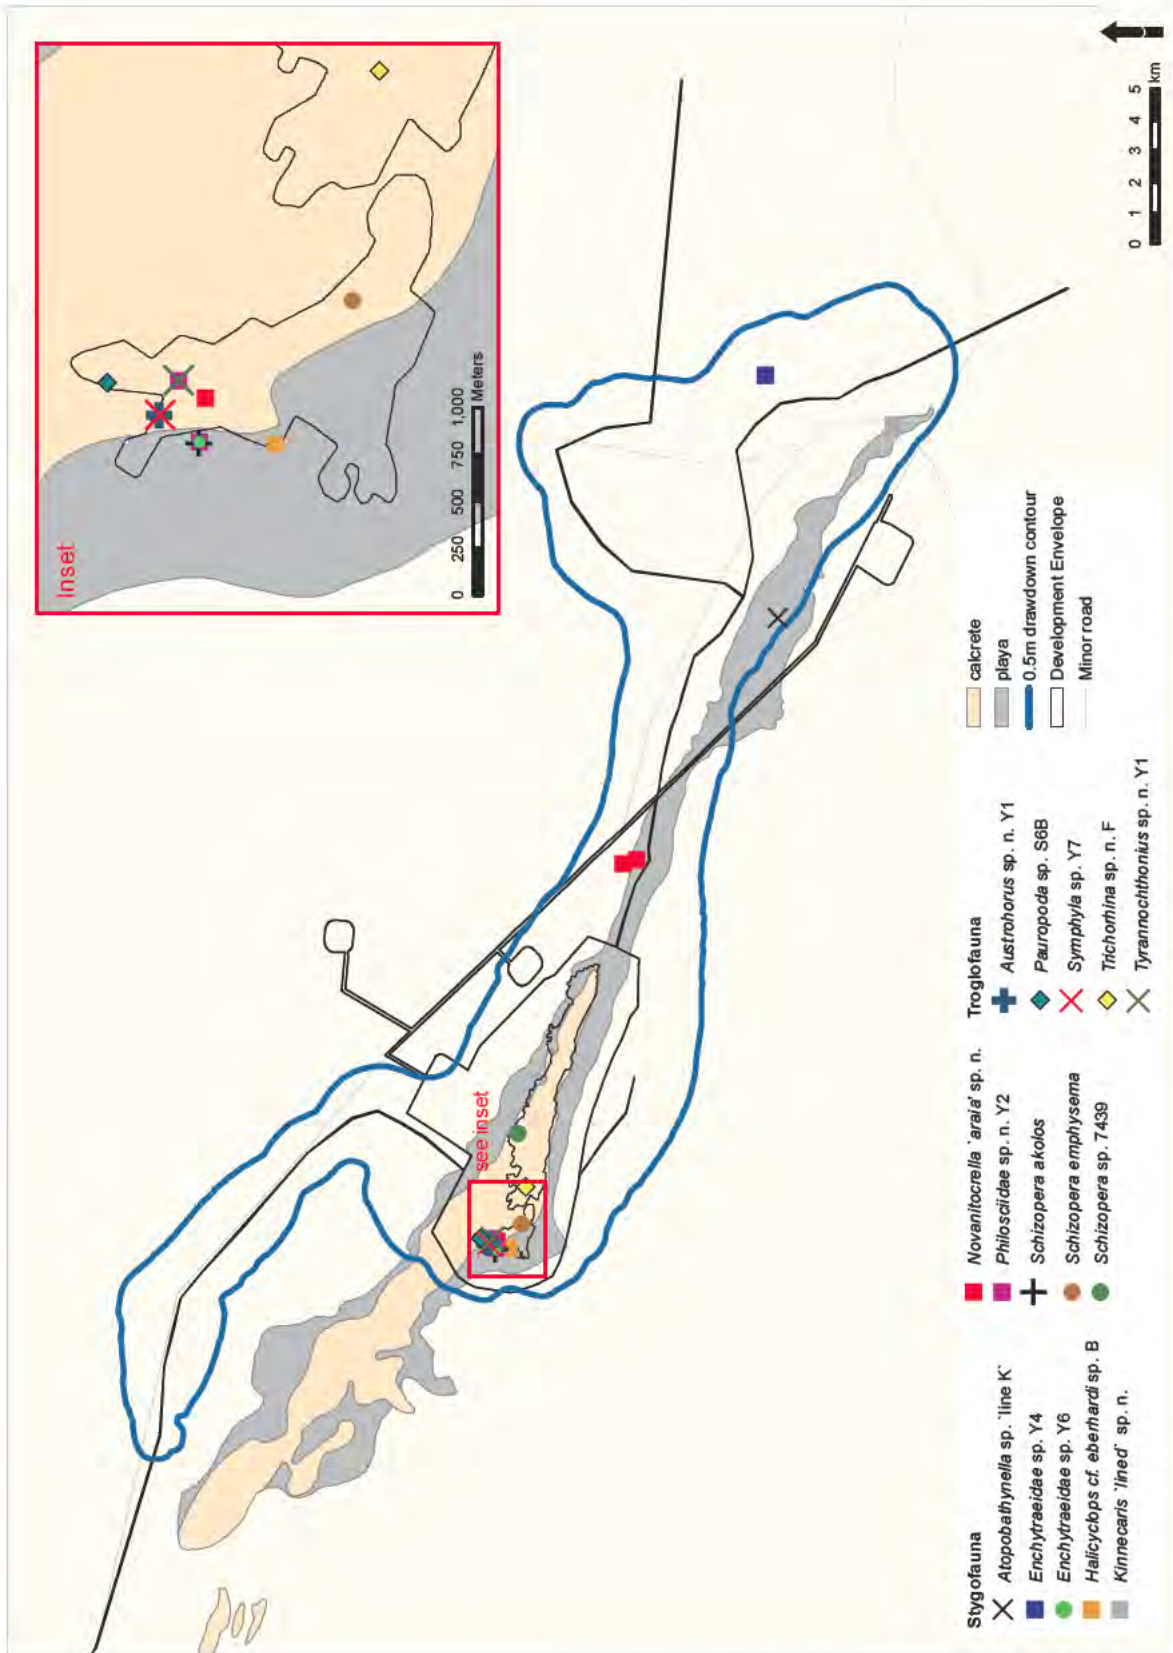 Inset
0 250 500 750 1,000
Meters
see inset
0 1 2 3 4 5
km
Stygofauna
Atopobathynella sp. `line K`
Enchytraeidae sp. Y4
Enchytraeidae sp. Y6
Halicyclops cf. eberhardi sp. B
Kinnecaris `lined` sp. n.
Novanitocrella `araia' sp. n.
Philosciidae sp. n. Y2
Schizopera akolos
Schizopera emphysema
Schizopera sp. 7439
Troglofauna
Austrohorus sp. n. Y1
Pauropoda sp. S6B
Symphyla sp. Y7
Trichorhina sp. n. F
Tyrannochthonius sp. n. Y1
calcrete
playa
0.5m drawdown contour
Development Envelope
Minor road